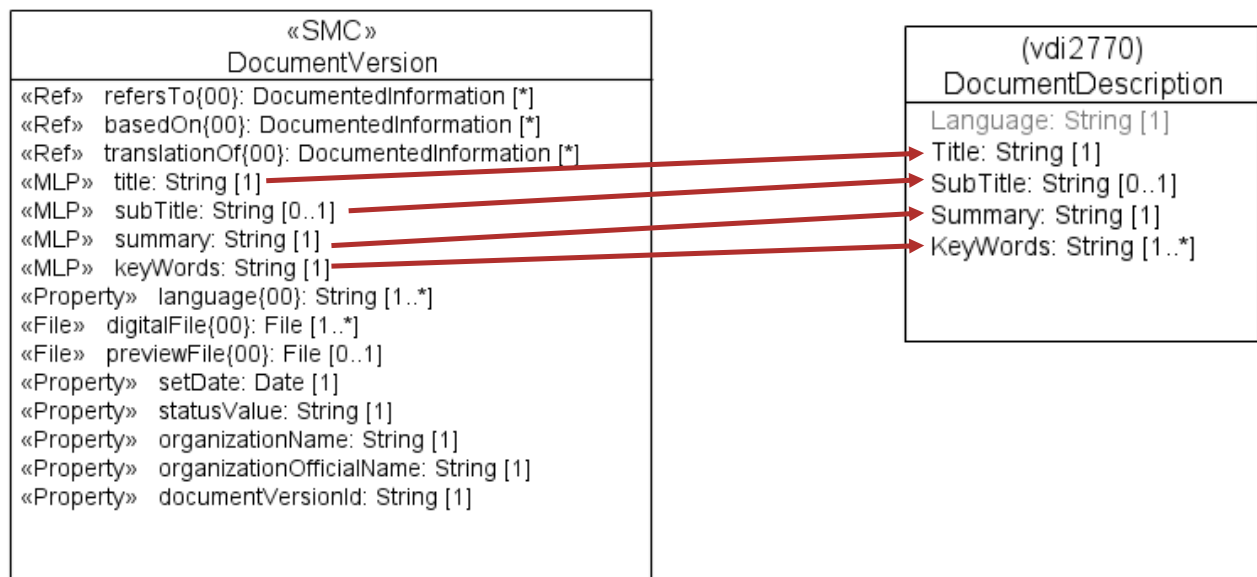 «SMC»
DocumentVersion
«Ref» refersTo{00}: DocumentedInformation [*]
«Ref» basedOn{00}: DocumentedInformation [*]
«Ref» translationOf{00}: DocumentedInformation [*]
«MLP» title: String [1]
«MLP» subTitle: String [0..1]
«MLP» summary: String [1]
«MLP» keyWords: String [1]
«Property» language{00}: String [1..*]
«File» digitalFile{00}: File [1..*]
«File» previewFile{00}: File [0..1]
«Property» setDate: Date [1]
«Property» statusValue: String [1]
«Property» organizationName: String [1]
«Property» organizationOfficialName: String [1]
«Property» documentVersionId: String [1]
(vdi2770)
DocumentDescription
Language: String [1]
Title: String [1]
SubTitle: String [0..1]
Summary: String [1]
KeyWords: String [1..*]